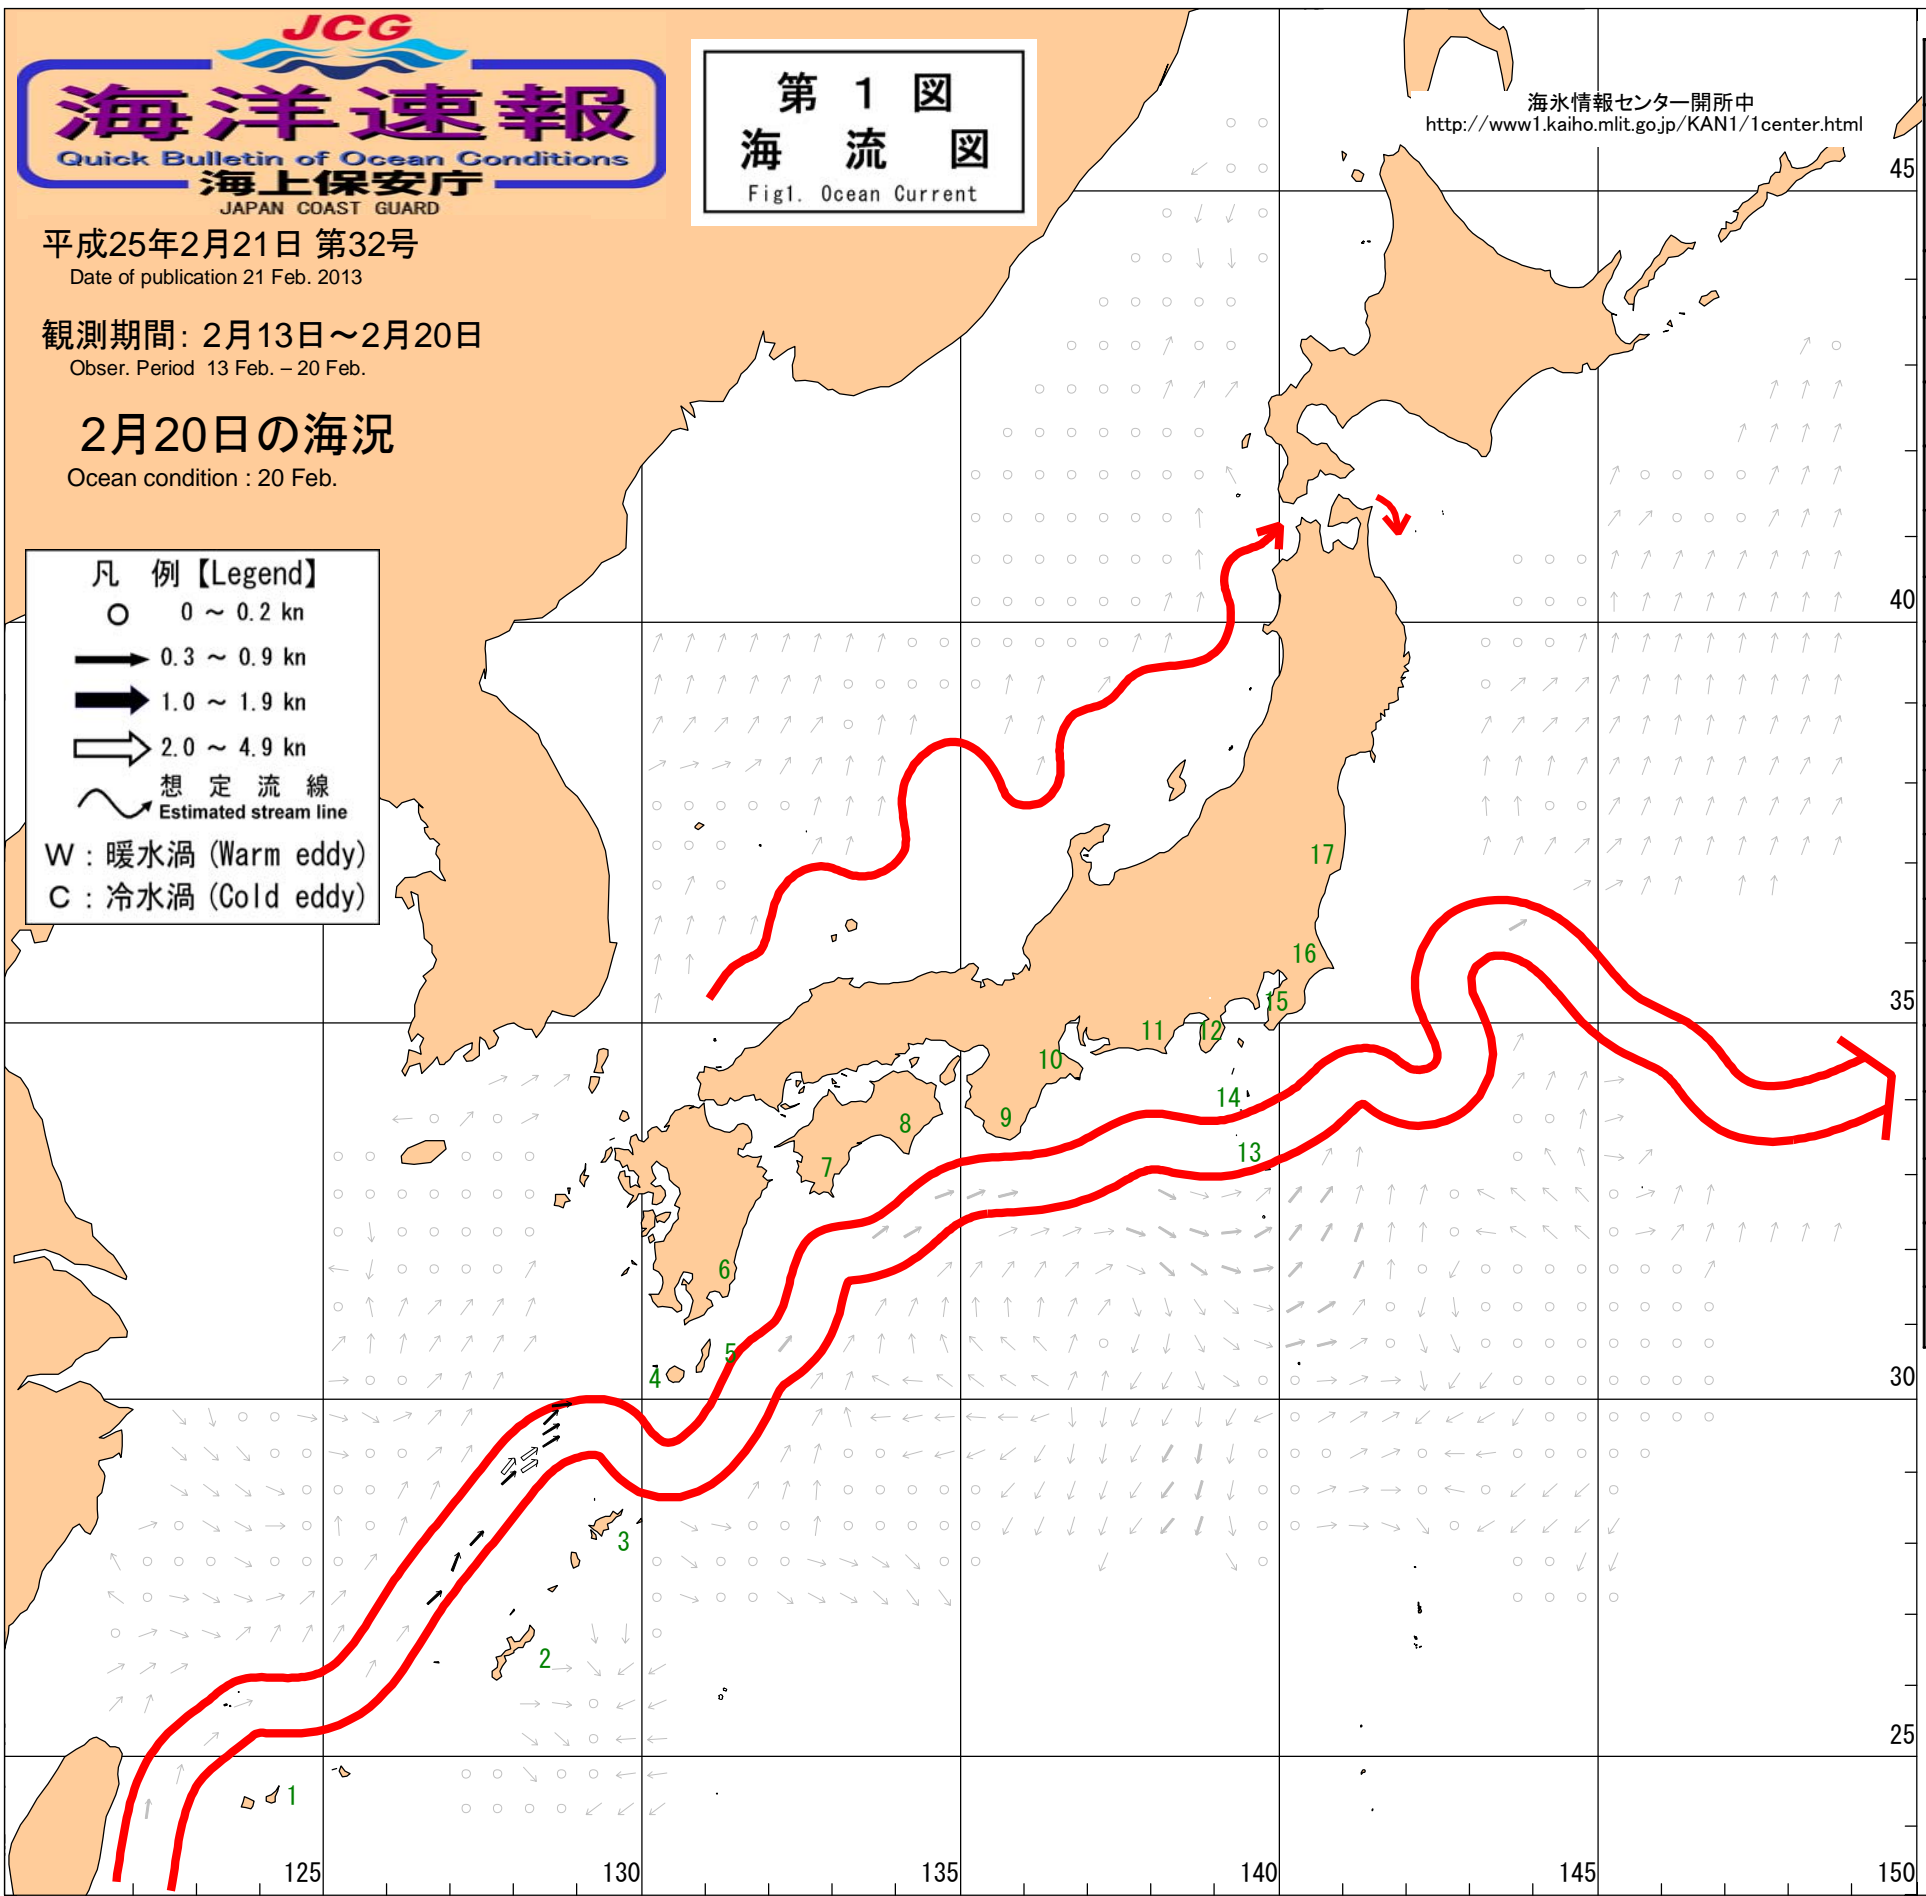 JCG
海洋速報
Quick Bulletin of Ocean Conditions
海上保安庁
JAPAN COAST GUARD
第 1 図
海 流 図
Fig1. Ocean Current
海氷情報センター開所中
http://www1.kaiho.mlit.go.jp/KAN1/1center.html
平成25年2月21日 第32号
Date of publication 21 Feb. 2013
観測期間: 2月13日~2月20日
Obser. Period 13 Feb. – 20 Feb.
2月20日の海況
Ocean condition : 20 Feb.
凡 例【Legend】
0 ~ 0.2 kn
0.3 ~ 0.9 kn
1.0 ~ 1.9 kn
2.0 ~ 4.9 kn
想 定 流 線
Estimated stream line
W : 暖水渦 (Warm eddy)
C : 冷水渦 (Cold eddy)
45
40
35
30
25
17
16
15
12
11
10
14
9
8
13
7
6
5
4
3
2
1
125
130
135
140
145
150